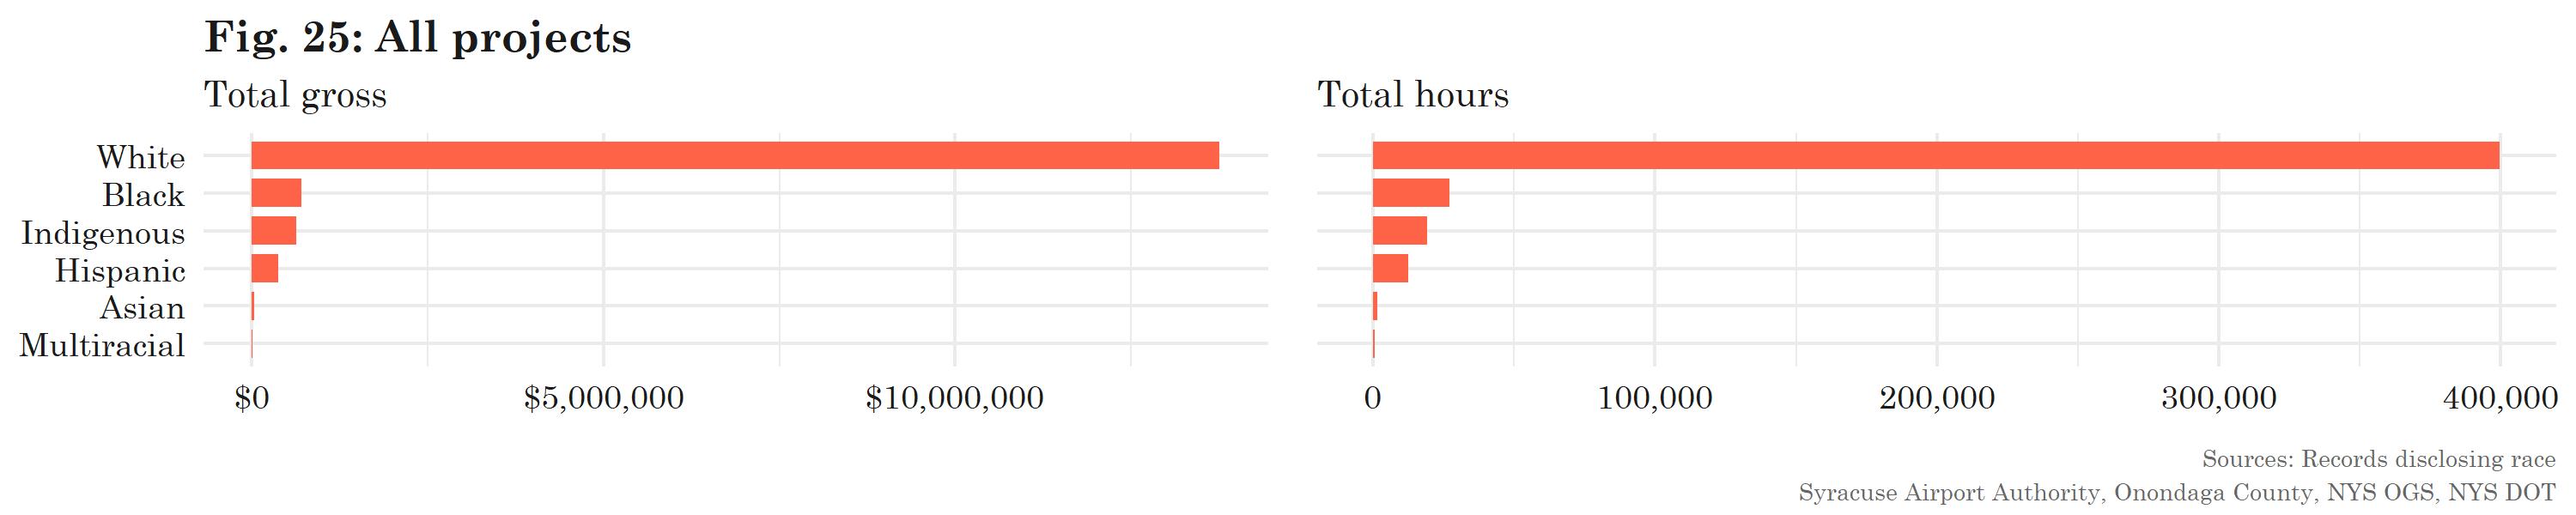 Fig. 25: All projects
Total gross
White
Black
Indigenous
Hispanic
Asian
Multiracial
$0 $5,000,000 $10,000,000
Total hours
0 100,000 200,000 300,000 400,000
Sources: Records disclosing race
Syracuse Airport Authority, Onondaga County, NYS OGS, NYS DOT